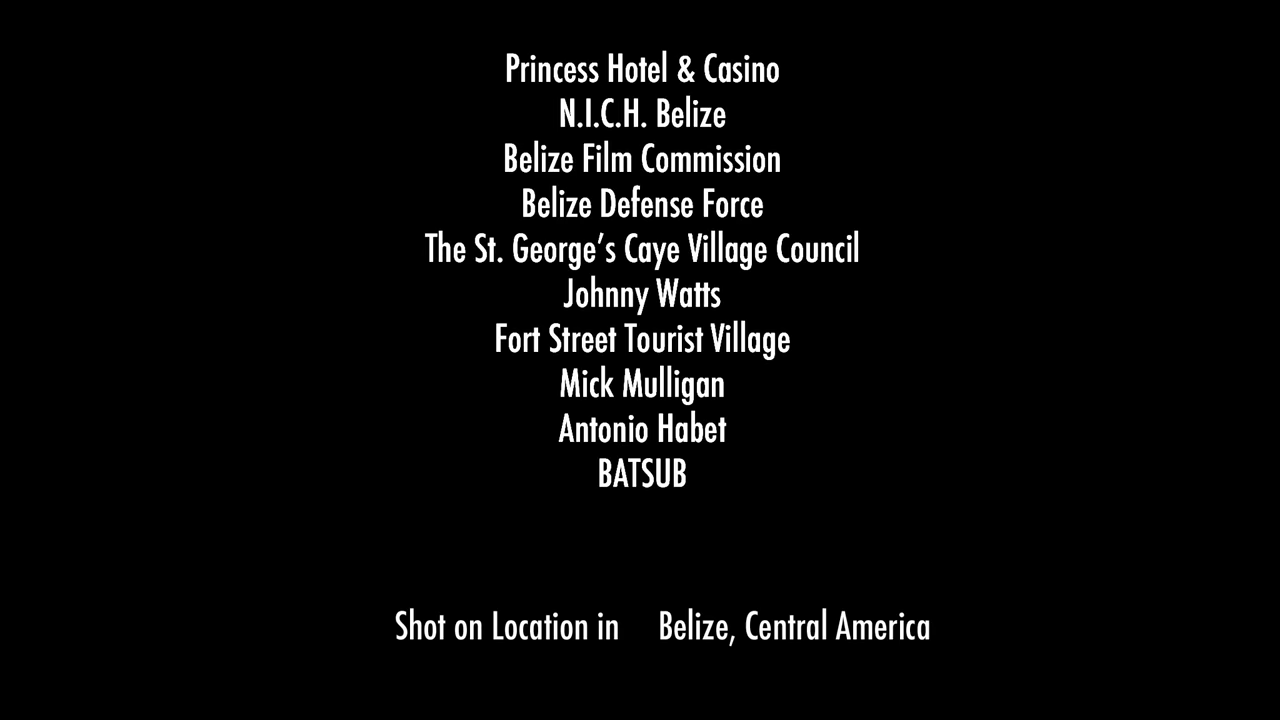 Princess Hotel & Casino
N.I.C.H. Belize
Belize Film Commission
Belize Defense Force
The St. George’s Caye Village Council
Johnny Watts
Fort Street Tourist Village
Mick Mulligan
Antonio Habet
BATSUB
Shot on Location in Belize, Central America